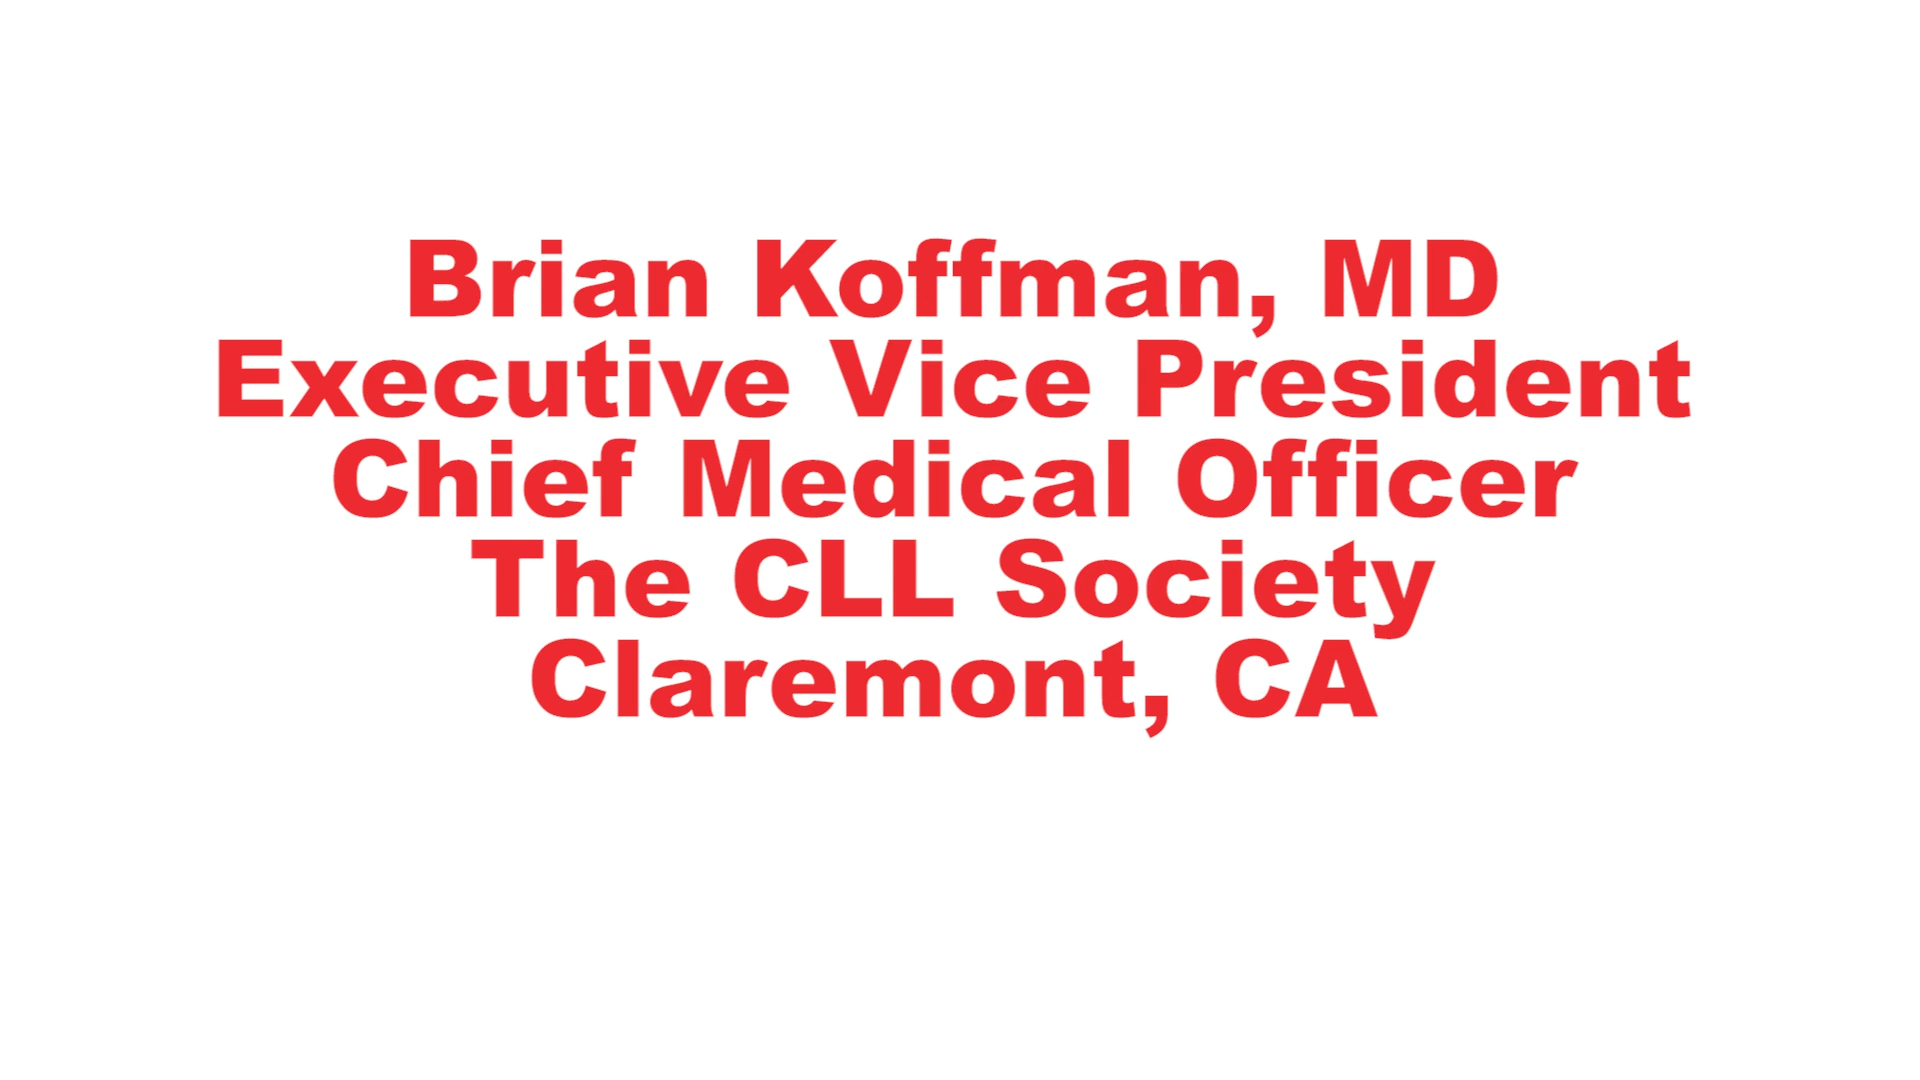 Brian Koffman, MD
Executive Vice President
Chief Medical Officer
The CLL Society
Claremont, CA